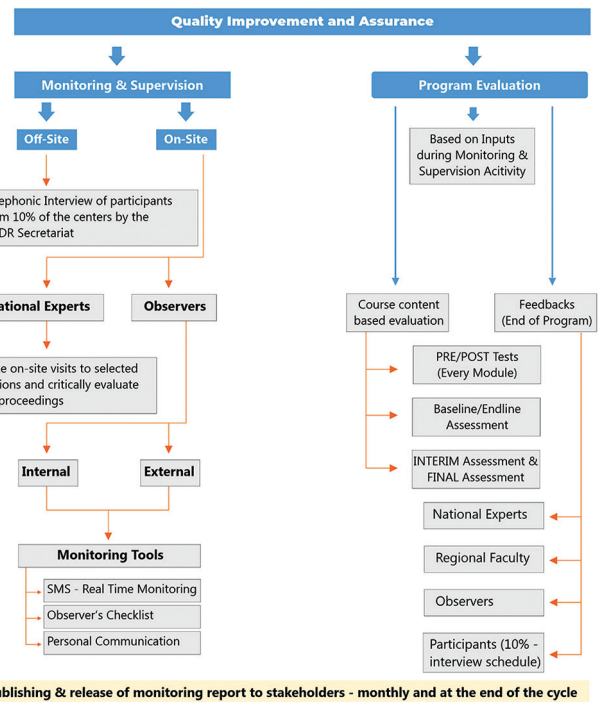 Quality Improvement and Assurance
Monitoring & Supervision
Off-Site
On-Site
ephonic Interview of participants
m 10% of the centers by the
DR Secretariat
ational Experts
Observers
e on-site visits to selected
ions and critically evaluate
proceedings
Internal
External
Monitoring Tools
SMS - Real Time Monitoring
Observer's Checklist
Personal Communication
Program Evaluation
Based on Inputs
during Monitoring &
Supervision Acitivity
Course content
based evaluation
Feedbacks
(End of Program)
PRE/POST Tests
(Every Module)
Baseline/Endline
Assessment
INTERIM Assessment &
FINAL Assessment
National Experts
Regional Faculty
Observers
Participants (10% -
interview schedule)
ublishing & release of monitoring report to stakeholders - monthly and at the end of the cycle